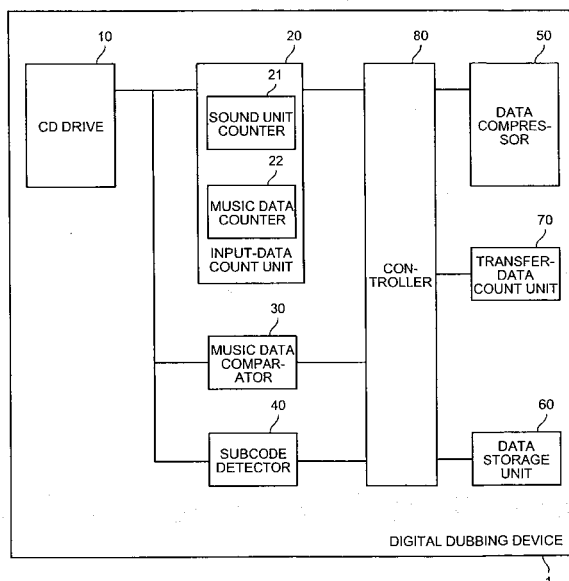 10
20
80
50
CD DRIVE
21
SOUND UNIT
COUNTER
22
MUSIC DATA
COUNTER
INPUT-DATA
COUNT UNIT
CON-
TROLLER
DATA
COMPRES-
SOR
70
TRANSFER-
DATA
COUNT UNIT
30
MUSIC DATA
COMPAR-
ATOR
40
SUBCODE
DETECTOR
60
DATA
STORAGE
UNIT
DIGITAL DUBBING DEVICE
1